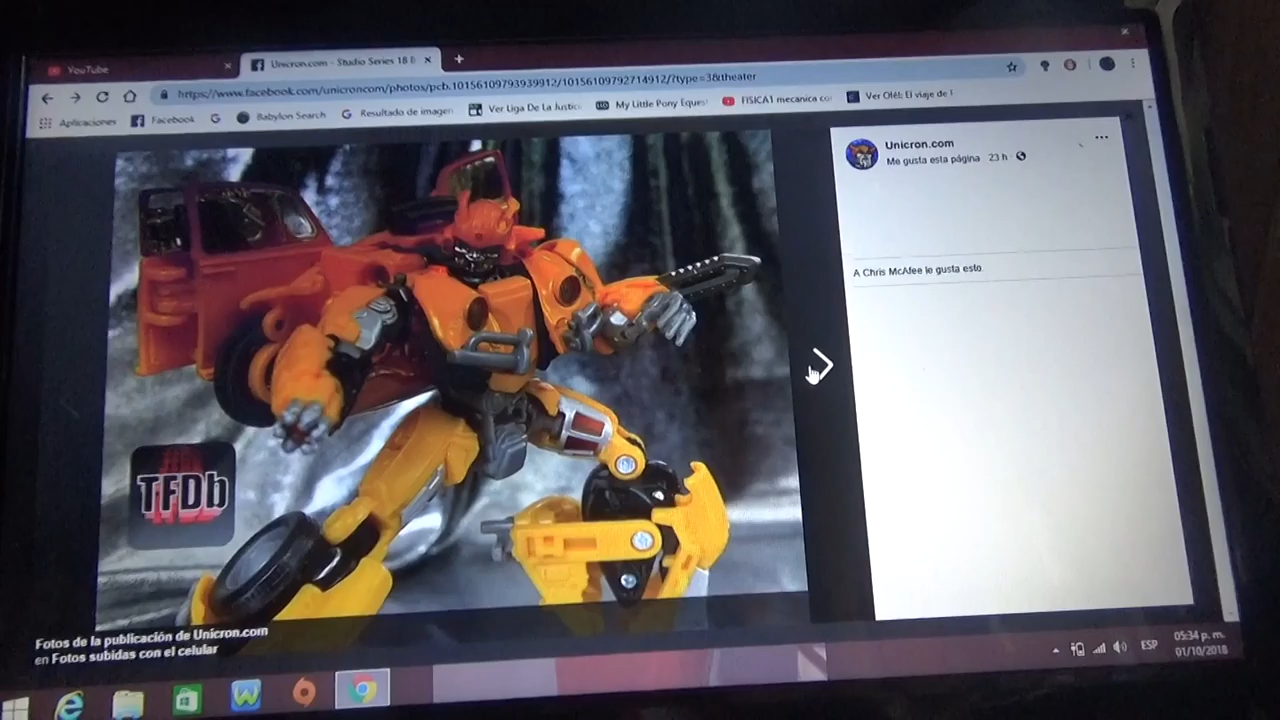 YouTube
Unicron.com - Studio Series 18 B
https://www.facebook.com/unicroncom/photos/pcb.10156109793939912/10156109792714912/?type=3&theater
Aplicaciones
Facebook
Babylon Search
Resultado de imagen
Ver Liga De La Justic
My Little Pony Equest
FISICA1 mecanica co
Ver Olé!: El viaje de F
Unicron.com
Me gusta esta página 23 h
A Chris McAfee le gusta esto.
TFDb
Fotos de la publicación de Unicron.com
en Fotos subidas con el celular
ESP
05:34 p. m.
01/10/2018